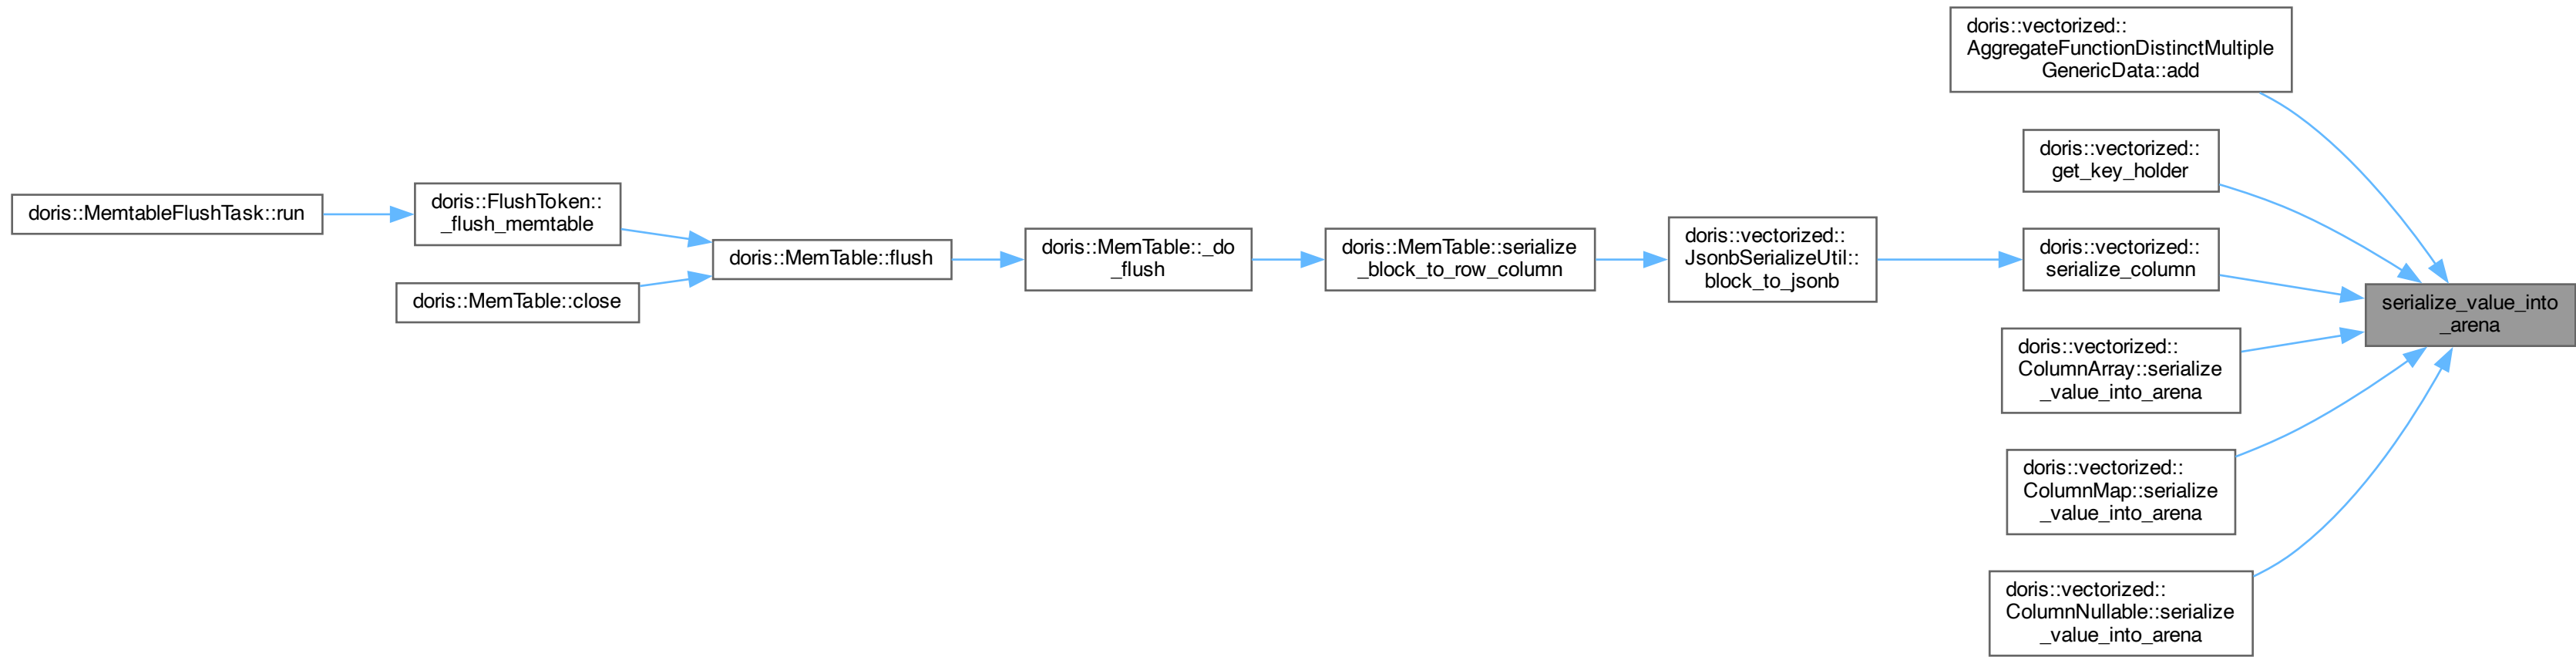 doris::MemtableFlushTask::run
doris::FlushToken::
_flush_memtable
doris::MemTable::close
doris::MemTable::flush
doris::MemTable::_do
_flush
doris::MemTable::serialize
_block_to_row_column
doris::vectorized::
JsonbSerializeUtil::
block_to_jsonb
doris::vectorized::
AggregateFunctionDistinctMultiple
GenericData::add
doris::vectorized::
get_key_holder
doris::vectorized::
serialize_column
doris::vectorized::
ColumnArray::serialize
_value_into_arena
doris::vectorized::
ColumnMap::serialize
_value_into_arena
doris::vectorized::
ColumnNullable::serialize
_value_into_arena
serialize_value_into
_arena